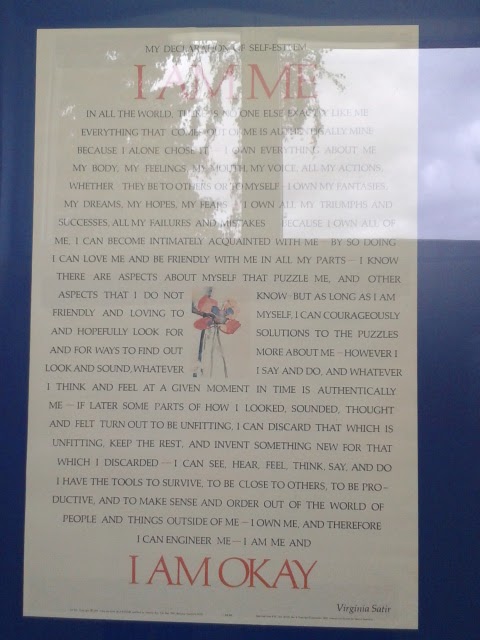 MY DECLARATION OF SELF-ESTEEM
I AM ME
IN ALL THE WORLD, THERE IS NO ONE ELSE EXACTLY LIKE ME
EVERYTHING THAT COMES OUT OF ME IS AUTHENTICALLY MINE
BECAUSE I ALONE CHOSE IT – I OWN EVERYTHING ABOUT ME
MY BODY, MY FEELINGS, MY MOUTH, MY VOICE, ALL MY ACTIONS,
WHETHER THEY BE TO OTHERS OR TO MYSELF – I OWN MY FANTASIES,
MY DREAMS, MY HOPES, MY FEARS – I OWN ALL MY TRIUMPHS AND
SUCCESSES, ALL MY FAILURES AND MISTAKES – BECAUSE I OWN ALL OF
ME, I CAN BECOME INTIMATELY ACQUAINTED WITH ME – BY SO DOING
I CAN LOVE ME AND BE FRIENDLY WITH ME IN ALL MY PARTS – I KNOW
THERE ARE ASPECTS ABOUT MYSELF THAT PUZZLE ME, AND OTHER
ASPECTS THAT I DO NOT KNOW – BUT AS LONG AS I AM
FRIENDLY AND LOVING TO MYSELF, I CAN COURAGEOUSLY
AND HOPEFULLY LOOK FOR SOLUTIONS TO THE PUZZLES
AND FOR WAYS TO FIND OUT MORE ABOUT ME – HOWEVER I
LOOK AND SOUND, WHATEVER I SAY AND DO, AND WHATEVER
I THINK AND FEEL AT A GIVEN MOMENT IN TIME IS AUTHENTICALLY
ME – IF LATER SOME PARTS OF HOW I LOOKED, SOUNDED, THOUGHT
AND FELT TURN OUT TO BE UNFITTING, I CAN DISCARD THAT WHICH IS
UNFITTING, KEEP THE REST, AND INVENT SOMETHING NEW FOR THAT
WHICH I DISCARDED – I CAN SEE, HEAR, FEEL, THINK, SAY, AND DO
I HAVE THE TOOLS TO SURVIVE, TO BE CLOSE TO OTHERS, TO BE PRO–
DUCTIVE, AND TO MAKE SENSE AND ORDER OUT OF THE WORLD OF
PEOPLE AND THINGS OUTSIDE OF ME – I OWN ME, AND THEREFORE
I CAN ENGINEER ME – I AM ME AND
I AM OKAY
Virginia Satir